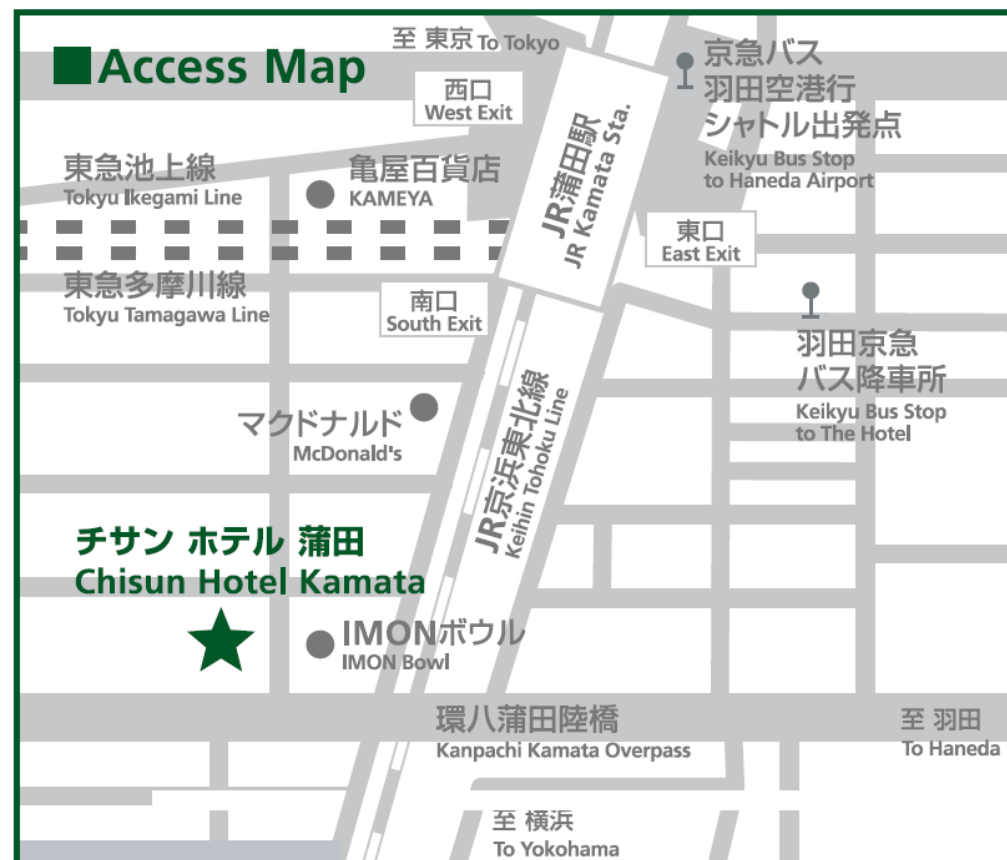 ■Access Map
至 東京 To Tokyo
西口
West Exit
京急バス
羽田空港行
シャトル出発点
Keikyu Bus Stop
to Haneda Airport
東急池上線
Tokyu Ikegami Line
亀屋百貨店
KAMEYA
JR蒲田駅
JR Kamata Sta.
東口
East Exit
東急多摩川線
Tokyu Tamagawa Line
南口
South Exit
羽田京急
バス降車所
Keikyu Bus Stop
to The Hotel
マクドナルド
McDonald's
JR京浜東北線
Keihin Tohoku Line
チサン ホテル 蒲田
Chisun Hotel Kamata
IMONボウル
IMON Bowl
環八蒲田陸橋
Kanpachi Kamata Overpass
至 羽田
To Haneda
至 横浜
To Yokohama